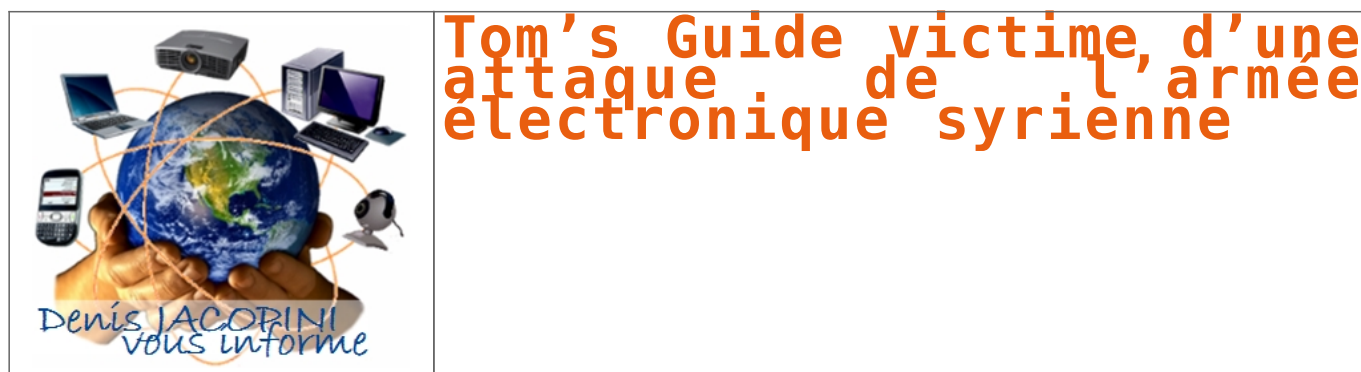 Denis JACOPINI
vous informe
Tom’s Guide victime d’une
attaque de l’armée
électronique syrienne